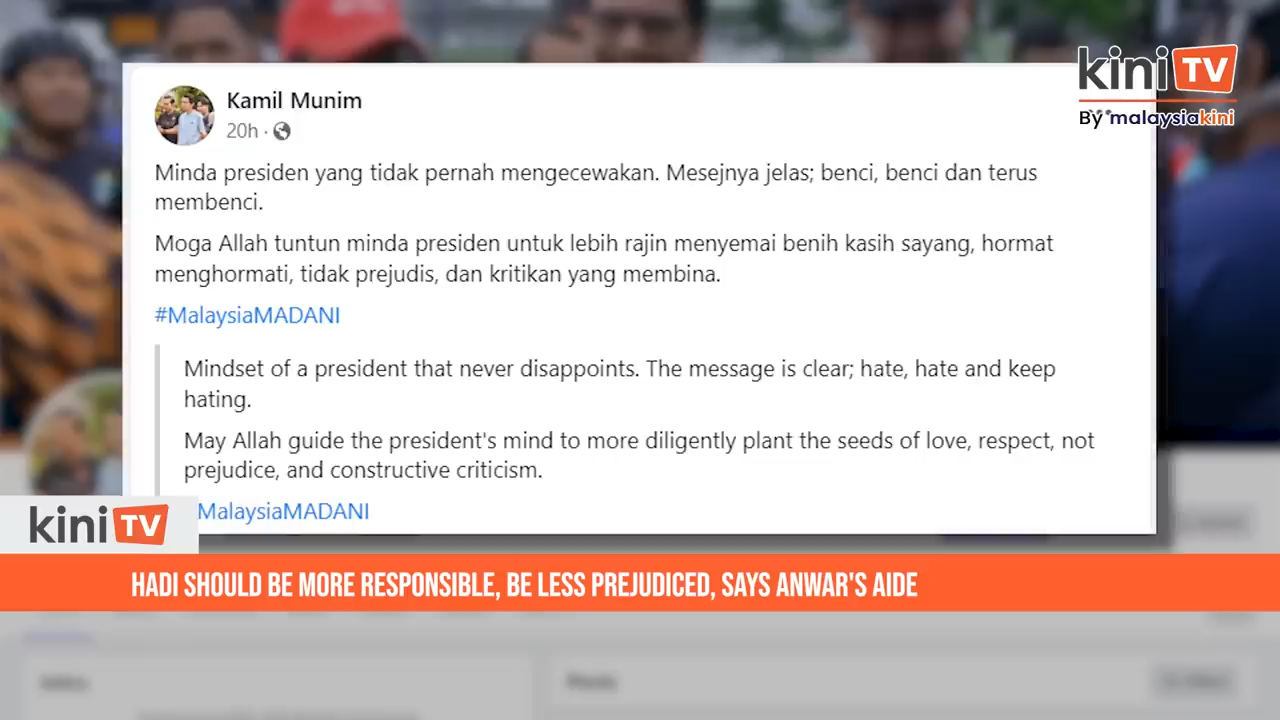 kini TV
By malaysiakini
Kamil Munim
20h ·
Minda presiden yang tidak pernah mengecewakan. Mesejnya jelas; benci, benci dan terus
membenci.
Moga Allah tuntun minda presiden untuk lebih rajin menyemai benih kasih sayang, hormat
menghormati, tidak prejudis, dan kritikan yang membina.
#MalaysiaMADANI
Mindset of a president that never disappoints. The message is clear; hate, hate and keep
hating.
May Allah guide the president's mind to more diligently plant the seeds of love, respect, not
prejudice, and constructive criticism.
MalaysiaMADANI
kini TV
HADI SHOULD BE MORE RESPONSIBLE, BE LESS PREJUDICED, SAYS ANWAR'S AIDE